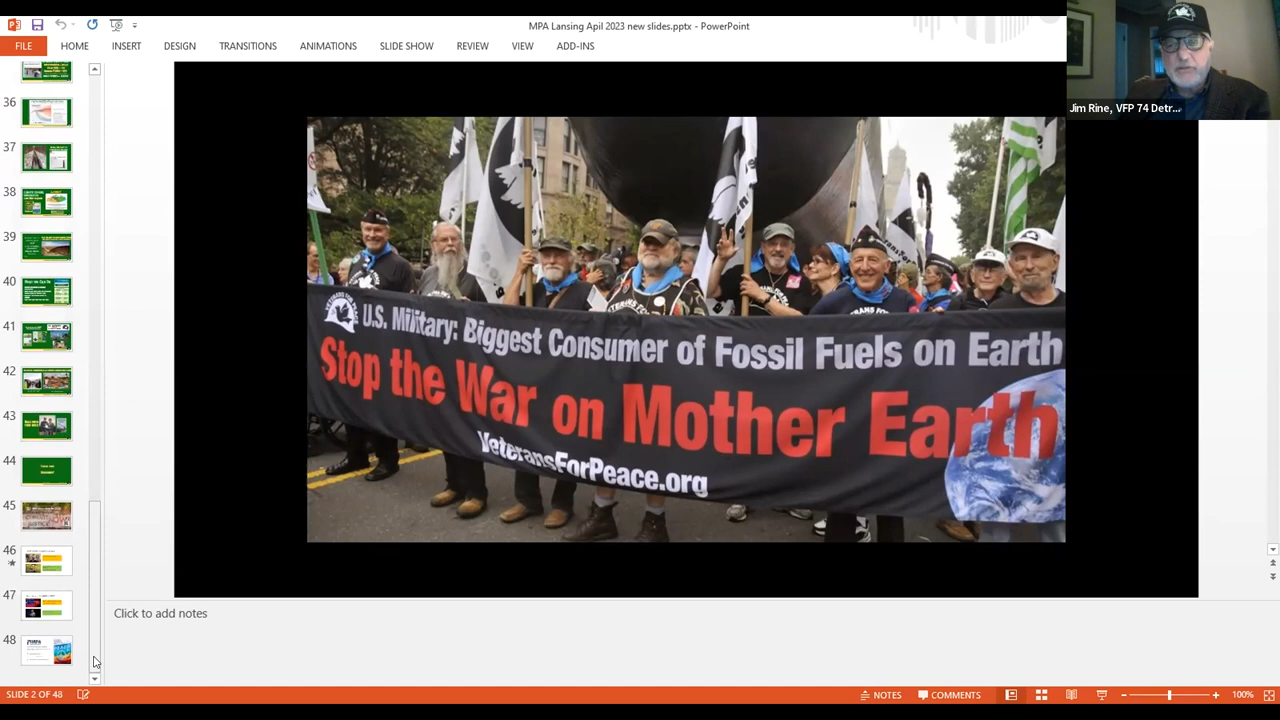 MPA Lansing Apil 2023 new slides.pptx - PowerPoint
FILE HOME INSERT DESIGN TRANSITIONS ANIMATIONS SLIDE SHOW REVIEW VIEW ADD-INS
Jim Rine, VFP 74 Detr...
36
37
38
39
40
41
42
43
44
45
46
47
48
U.S. Military: Biggest Consumer of Fossil Fuels on Earth
Stop the War on Mother Earth
VeteransForPeace.org
Click to add notes
SLIDE 2 OF 48
NOTES COMMENTS 100%